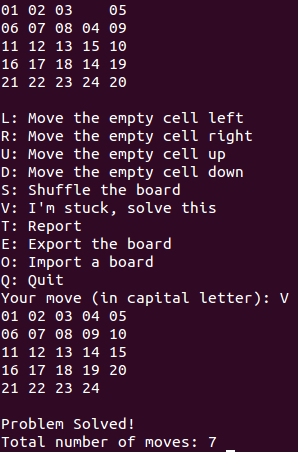 01 02 03    05
06 07 08 04 09
11 12 13 15 10
16 17 18 14 19
21 22 23 24 20

L: Move the empty cell left
R: Move the empty cell right
U: Move the empty cell up
D: Move the empty cell down
S: Shuffle the board
V: I'm stuck, solve this
T: Report
E: Export the board
O: Import a board
Q: Quit
Your move (in capital letter): V
01 02 03 04 05
06 07 08 09 10
11 12 13 14 15
16 17 18 19 20
21 22 23 24

Problem Solved!
Total number of moves: 7